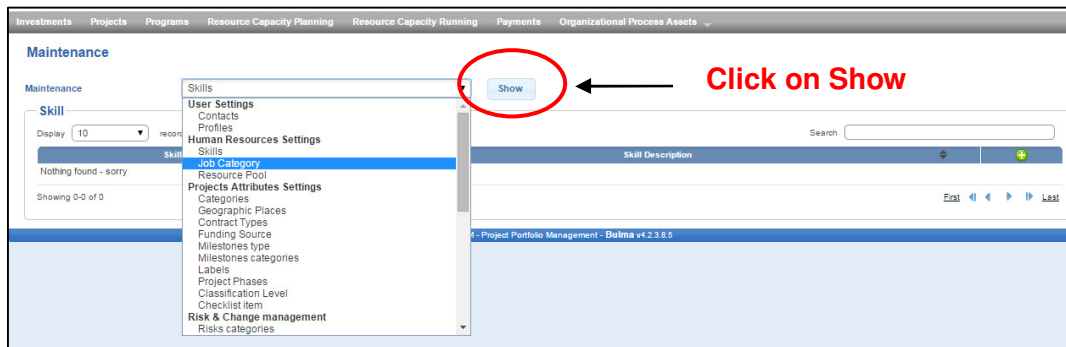 Investments Projects Programs Resource Capacity Planning Resource Capacity Running Payments Organizational Process Assets
Maintenance
Maintenance Skills Show Click on Show
Skill
Display 10 record Search
Skill Skill Description
Nothing found - sorry
Showing 0-0 of 0 First Last
User Settings
Contacts
Profiles
Human Resources Settings
Skills
Job Category
Resource Pool
Projects Attributes Settings
Categories
Geographic Places
Contract Types
Funding Source
Milestones type
Milestones categories
Labels
Project Phases
Classification Level
Checklist item
Risk & Change management
Risks categories
- Project Portfolio Management - Bulma v4.2.3.8.5